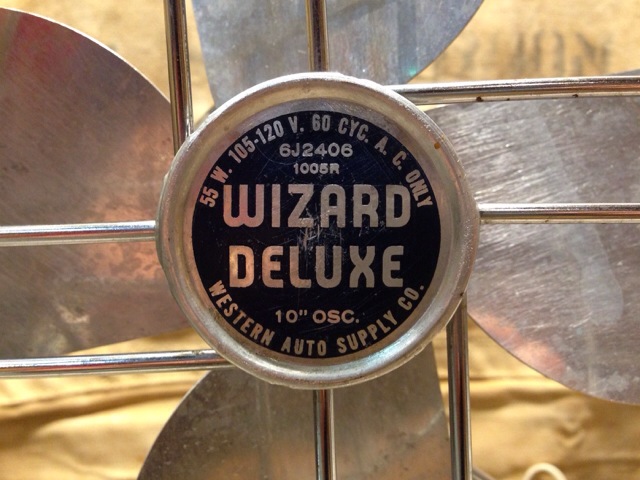 55 W. 105-120 V. 60 CYC. A. C. ONLY
6J2406
1005R
WIZARD
DELUXE
10" OSC.
WESTERN AUTO SUPPLY CO.